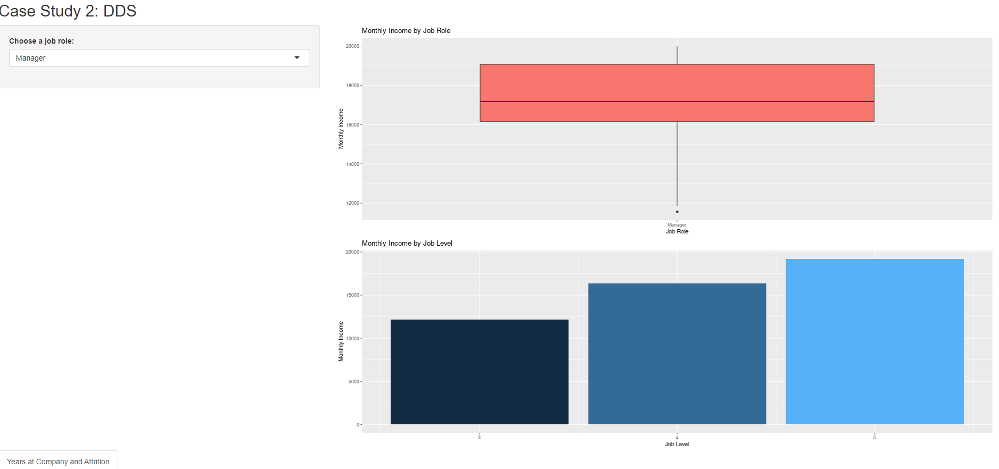 Case Study 2: DDS
Choose a job role:
Manager
Monthly Income by Job Role
20000
18000
16000
14000
12000
Monthly Income
Manager
Job Role
Monthly Income by Job Level
20000
15000
10000
5000
0
Monthly Income
3
4
5
Job Level
Years at Company and Attrition